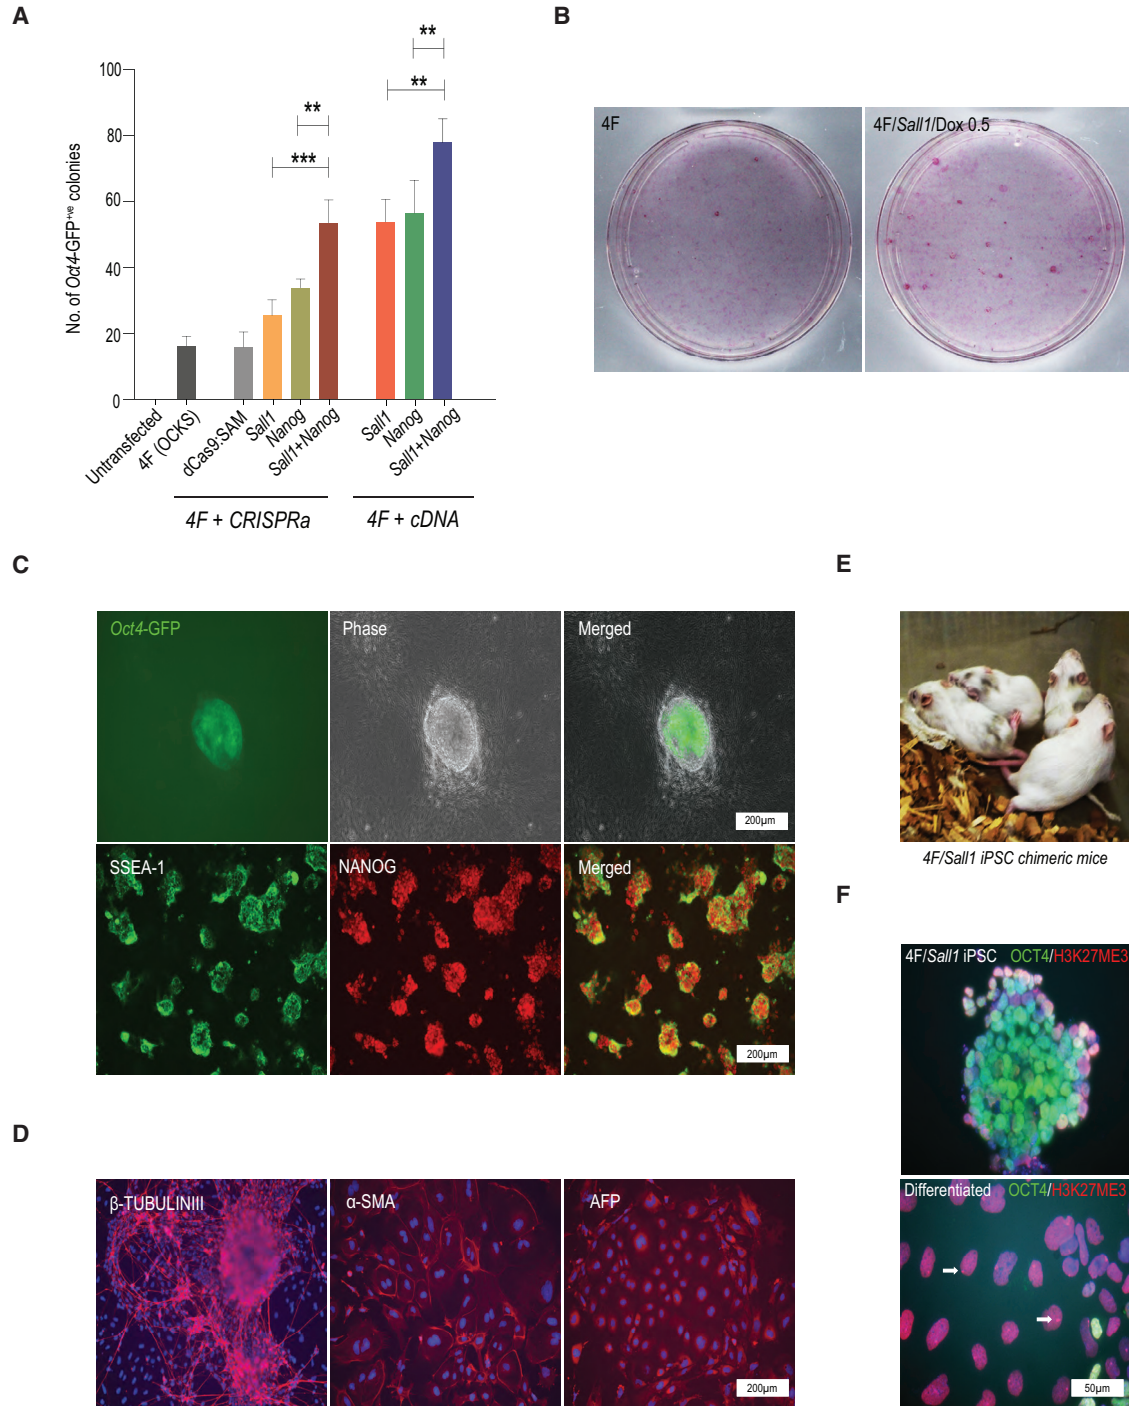 A
B
**
**
**
***
100
80
60
40
20
0
No. of Oct4-GFP+ve colonies
Untransfected
4F (OCKS)
dCas9:SAM
Sall1
Nanog
Sall1+Nanog
Sall1
Nanog
Sall1+Nanog
4F + CRISPRa
4F + cDNA
4F
4F/Sall1/Dox 0.5
C
Oct4-GFP
Phase
Merged
200µm
SSEA-1
NANOG
Merged
200µm
D
β-TUBULINIII
α-SMA
AFP
200µm
E
4F/Sall1 iPSC chimeric mice
F
4F/Sall1 iPSC OCT4/H3K27ME3
Differentiated OCT4/H3K27ME3
50µm